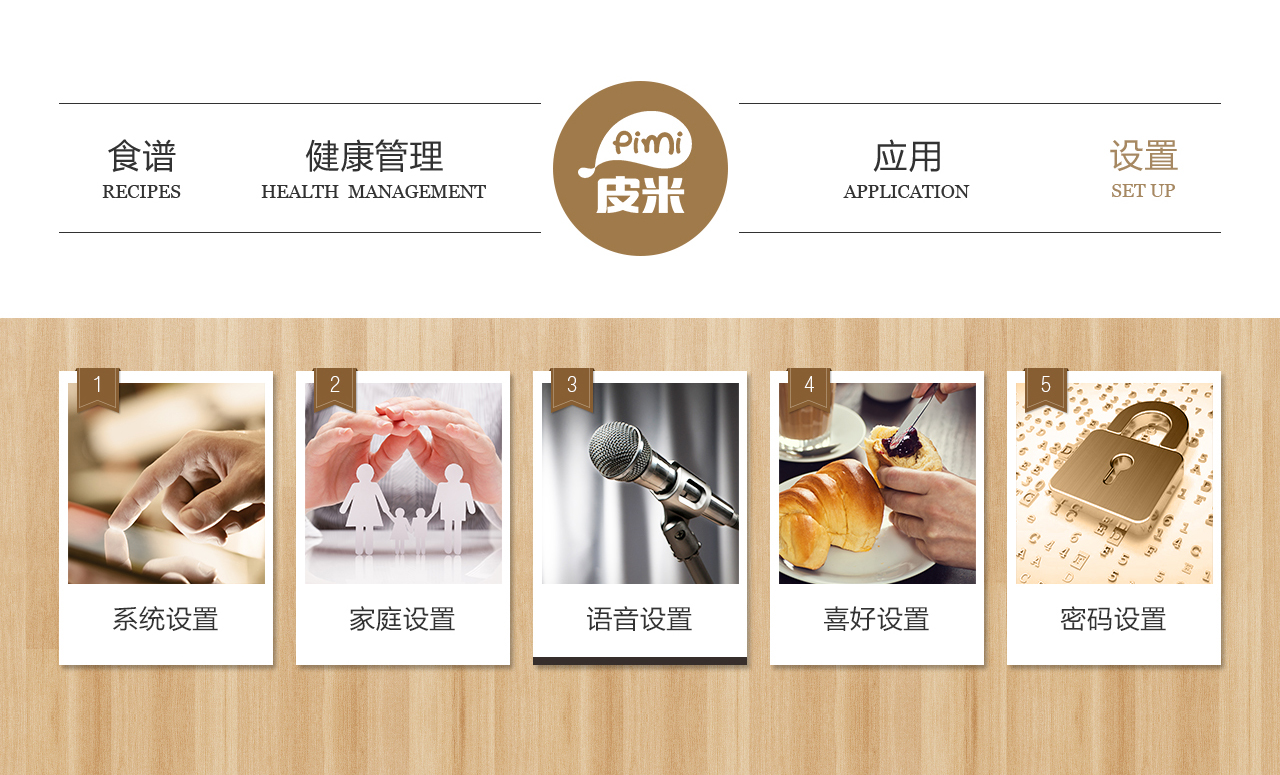 食谱
RECIPES
健康管理
HEALTH MANAGEMENT
Pimi
皮米
应用
APPLICATION
设置
SET UP
1
系统设置
2
家庭设置
3
语音设置
4
喜好设置
5
密码设置